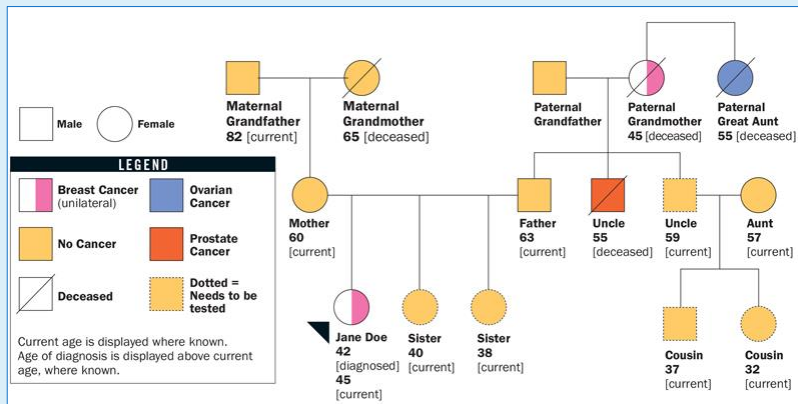 Maternal
Grandfather
82 [current]
Maternal
Grandmother
65 [deceased]
Paternal
Grandfather
Paternal
Grandmother
45 [deceased]
Paternal
Great Aunt
55 [deceased]
Male
Female
LEGEND
Breast Cancer
(unilateral)
Ovarian
Cancer
No Cancer
Prostate
Cancer
Deceased
Dotted =
Needs to be
tested
Current age is displayed where known.
Age of diagnosis is displayed above current
age, where known.
Mother
60
[current]
Father
63
[current]
Uncle
55
[deceased]
Uncle
59
[current]
Aunt
57
[current]
Jane Doe
42
[diagnosed]
45
[current]
Sister
40
[current]
Sister
38
[current]
Cousin
37
[current]
Cousin
32
[current]